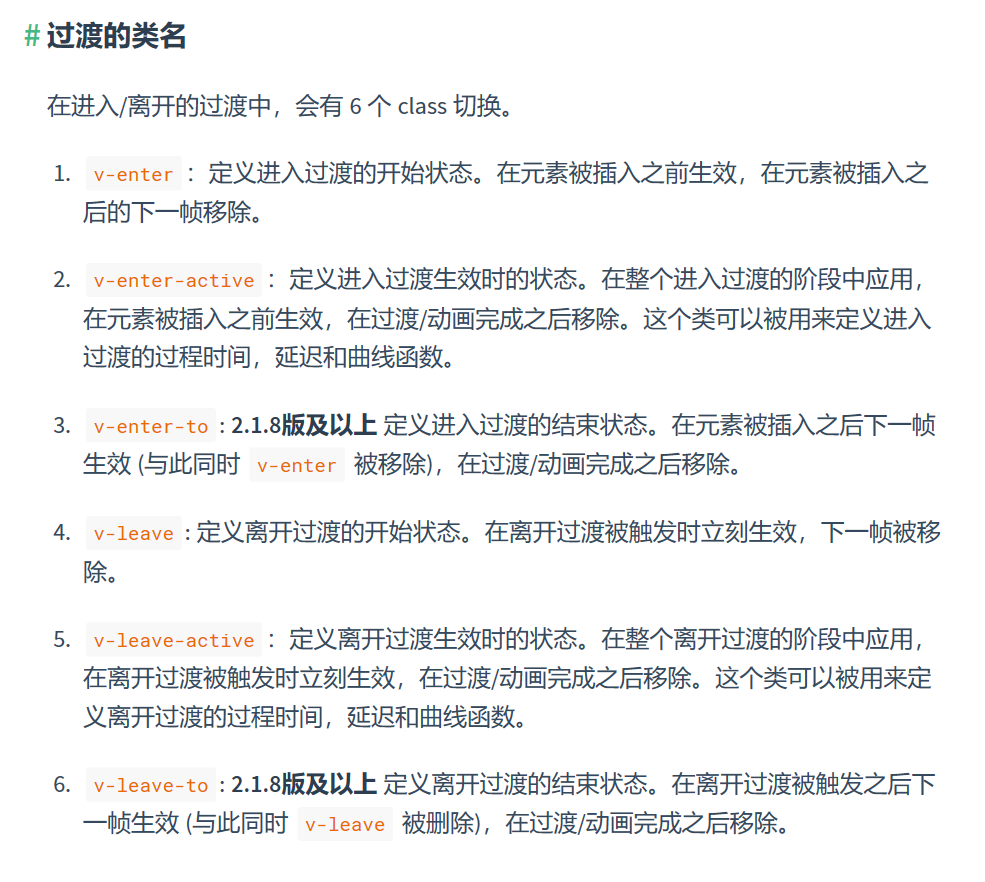 # 过渡的类名
在进入/离开的过渡中，会有 6 个 class 切换。
1. v-enter ：定义进入过渡的开始状态。在元素被插入之前生效，在元素被插入之
后的下一帧移除。
2. v-enter-active ：定义进入过渡生效时的状态。在整个进入过渡的阶段中应用，
在元素被插入之前生效，在过渡/动画完成之后移除。这个类可以被用来定义进入
过渡的过程时间，延迟和曲线函数。
3. v-enter-to : 2.1.8版及以上 定义进入过渡的结束状态。在元素被插入之后下一帧
生效 (与此同时 v-enter 被移除)，在过渡/动画完成之后移除。
4. v-leave : 定义离开过渡的开始状态。在离开过渡被触发时立刻生效，下一帧被移
除。
5. v-leave-active ：定义离开过渡生效时的状态。在整个离开过渡的阶段中应用，
在离开过渡被触发时立刻生效，在过渡/动画完成之后移除。这个类可以被用来定
义离开过渡的过程时间，延迟和曲线函数。
6. v-leave-to : 2.1.8版及以上 定义离开过渡的结束状态。在离开过渡被触发之后下
一帧生效 (与此同时 v-leave 被删除)，在过渡/动画完成之后移除。